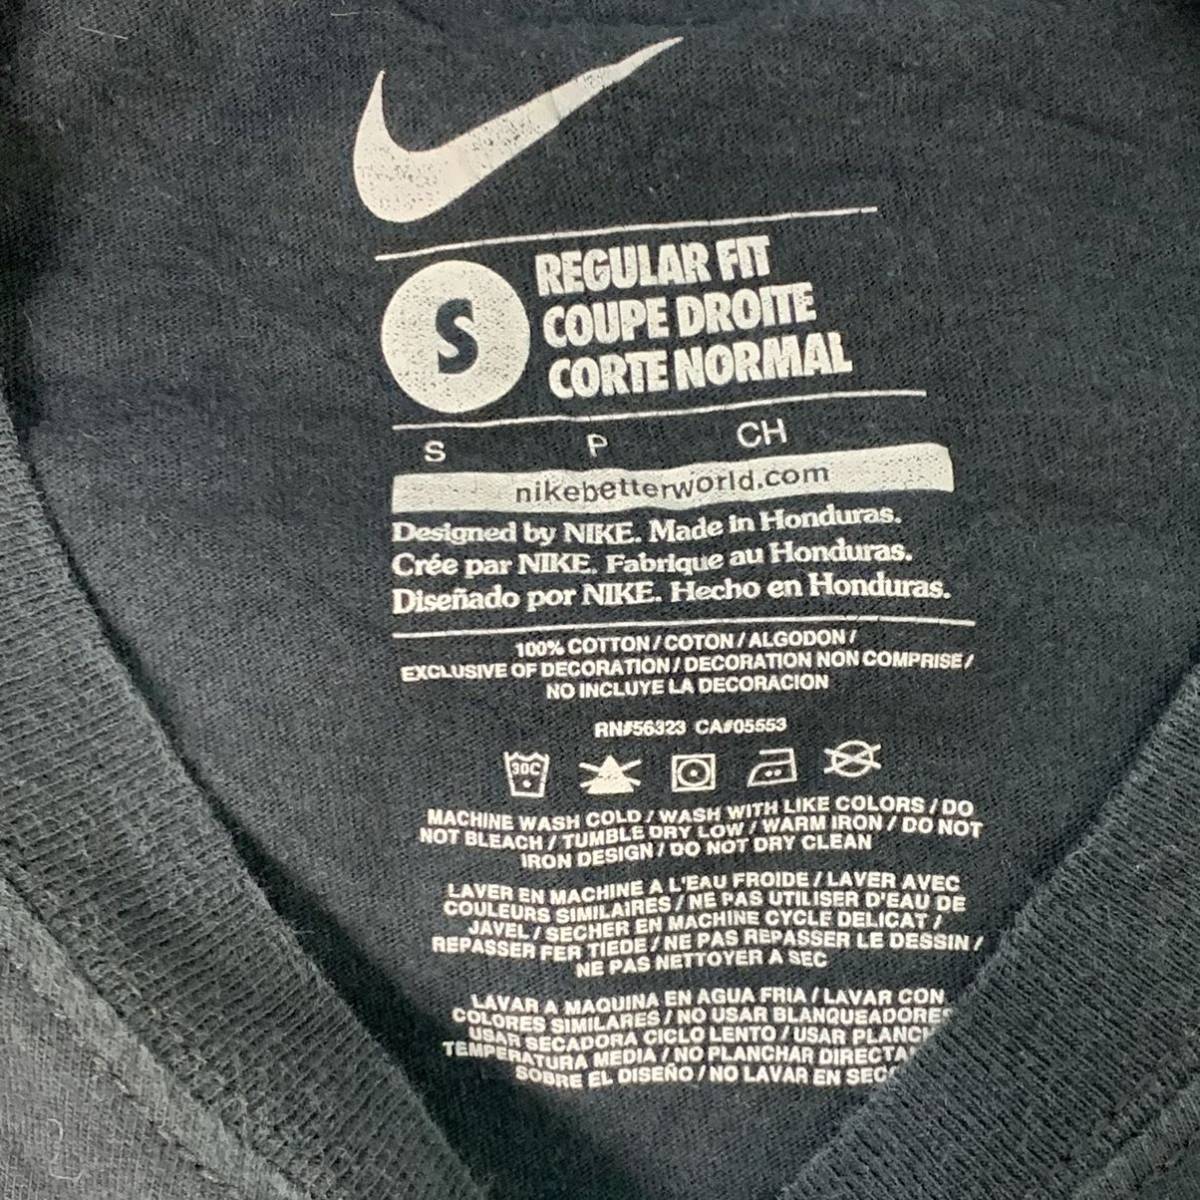 S
REGULAR FIT
COUPE DROITE
CORTE NORMAL
S P CH
nikebetterworld.com
Designed by NIKE. Made in Honduras.
Crée par NIKE. Fabrique au Honduras.
Diseñado por NIKE. Hecho en Honduras.
100% COTTON / COTON / ALGODON /
EXCLUSIVE OF DECORATION / DECORATION NON COMPRISE /
NO INCLUYE LA DECORACION
RN#56323 CA#05553
30C
MACHINE WASH COLD / WASH WITH LIKE COLORS / DO
NOT BLEACH / TUMBLE DRY LOW / WARM IRON / DO NOT
IRON DESIGN / DO NOT DRY CLEAN
LAVER EN MACHINE A L'EAU FROIDE / LAVER AVEC
COULEURS SIMILAIRES / NE PAS UTILISER D'EAU DE
JAVEL / SECHER EN MACHINE CYCLE DELICAT /
REPASSER FER TIEDE / NE PAS REPASSER LE DESSIN /
NE PAS NETTOYER A SEC
LAVAR A MAQUINA EN AGUA FRIA / LAVAR CON
COLORES SIMILARES / NO USAR BLANQUEADORES
USAR SECADORA CICLO LENTO / USAR
TEMPERATURA MEDIA / NO PLANCHAR
SOBRE EL DISEÑO / NO LAVAR EN